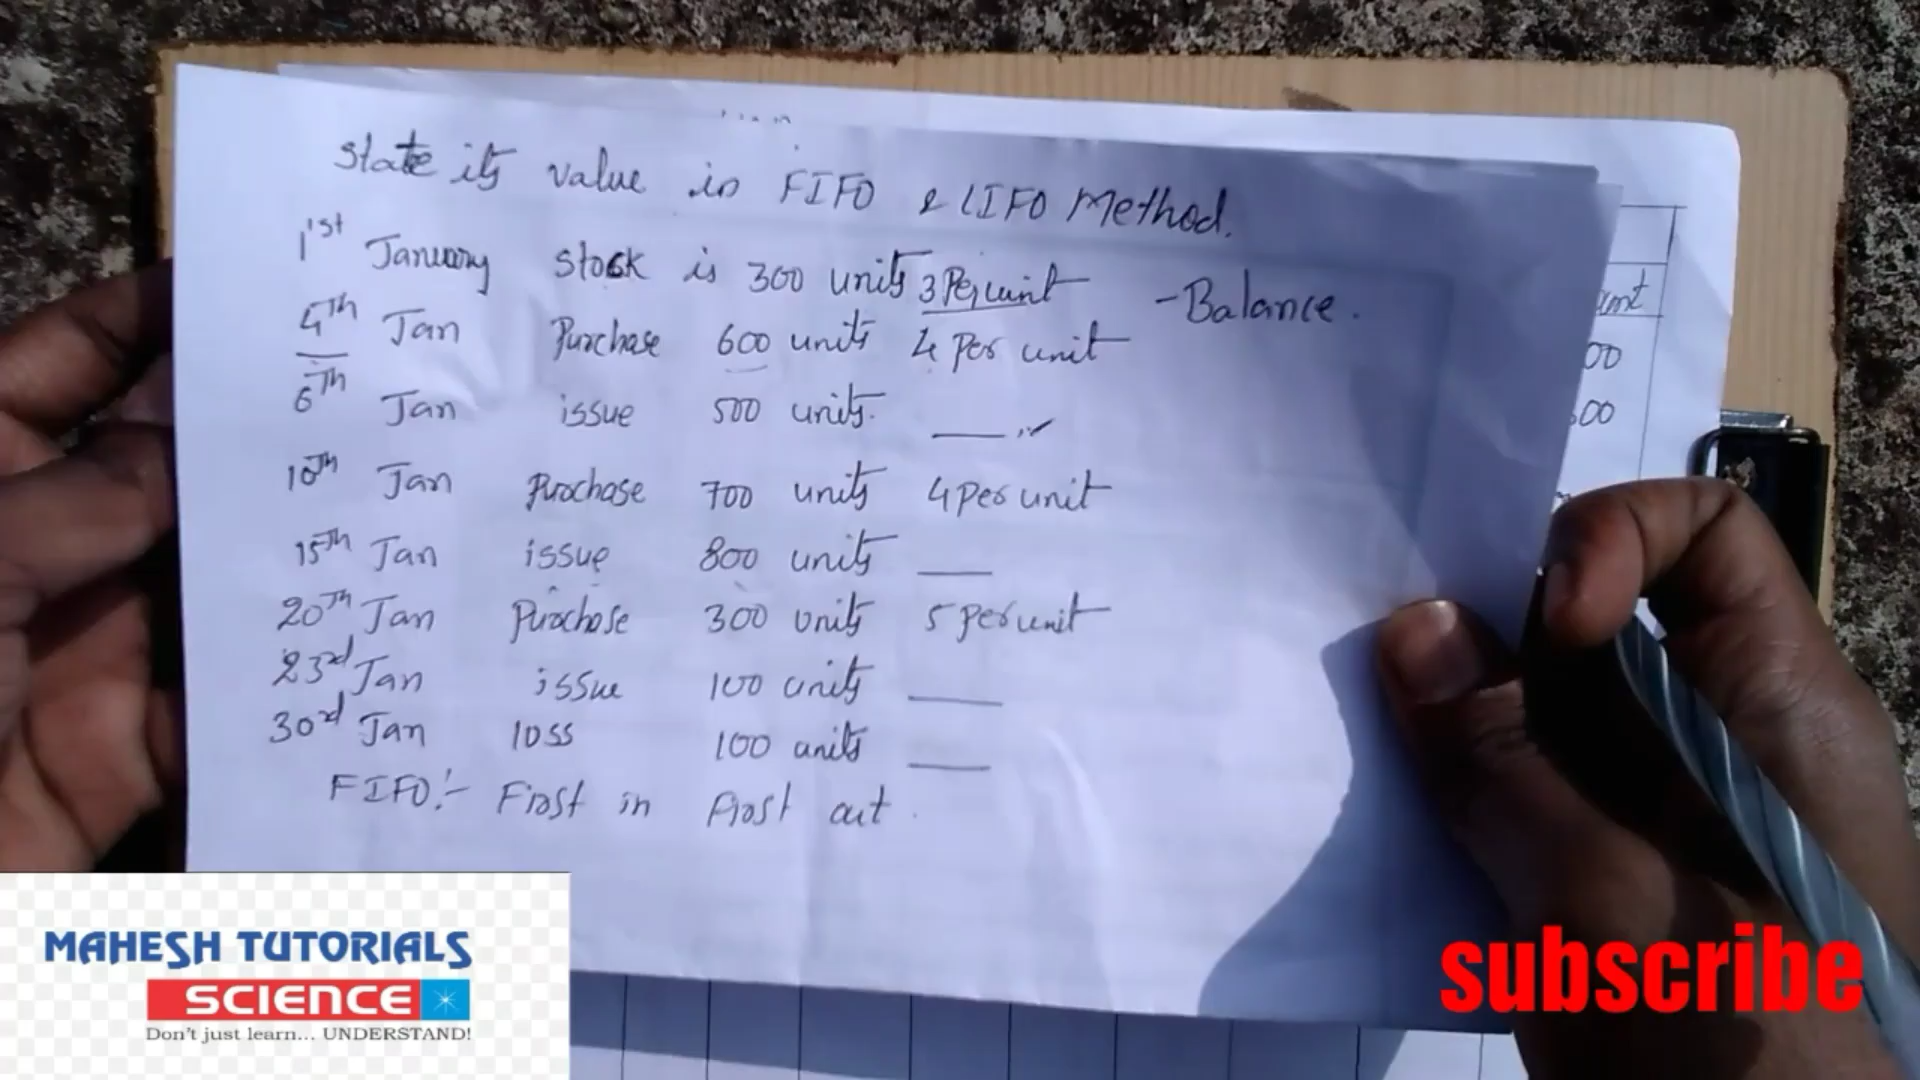 State its value in FIFO & LIFO Method.
1st January stock is 300 units 3 Per unit - Balance.
4th Jan Purchase 600 units 4 Per unit
6th Jan issue 500 units. —
10th Jan Purchase 700 units 4 per unit
15th Jan issue 800 units —
20th Jan Purchase 300 units 5 per unit
23rd Jan issue 100 units —
30rd Jan loss 100 units —
FIFO:- First in First out.
00
00
MAHESH TUTORIALS
SCIENCE
Don't just learn... UNDERSTAND!
subscribe